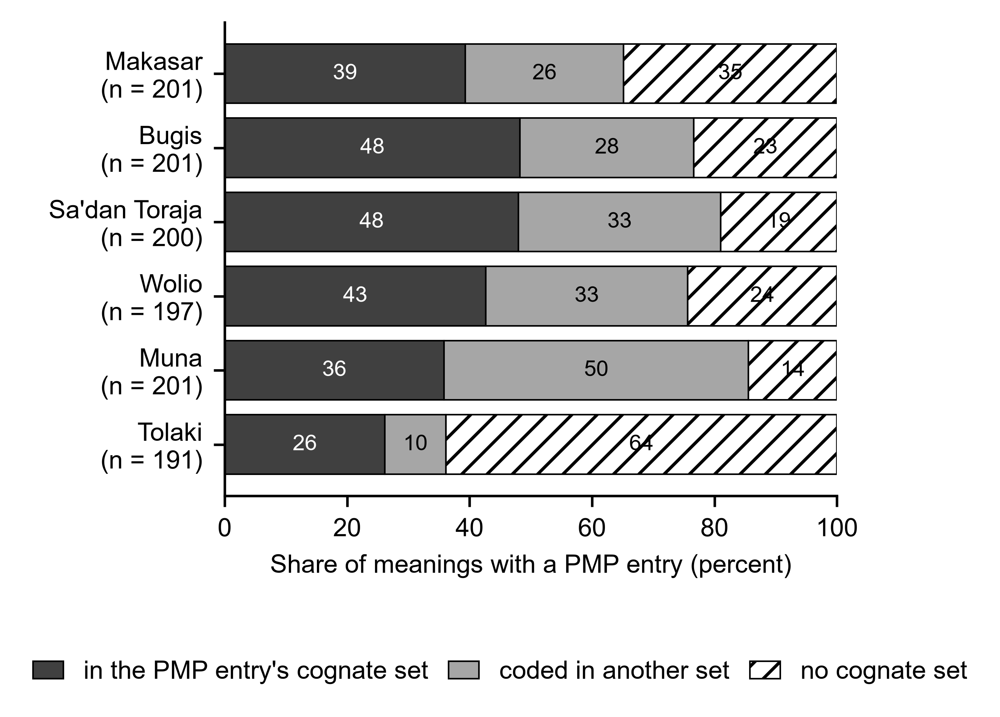 Makasar
(n = 201)
39 26 35
Bugis
(n = 201)
48 28 23
Sa'dan Toraja
(n = 200)
48 33 19
Wolio
(n = 197)
43 33 24
Muna
(n = 201)
36 50 14
Tolaki
(n = 191)
26 10 64
0 20 40 60 80 100
Share of meanings with a PMP entry (percent)
in the PMP entry's cognate set coded in another set no cognate set